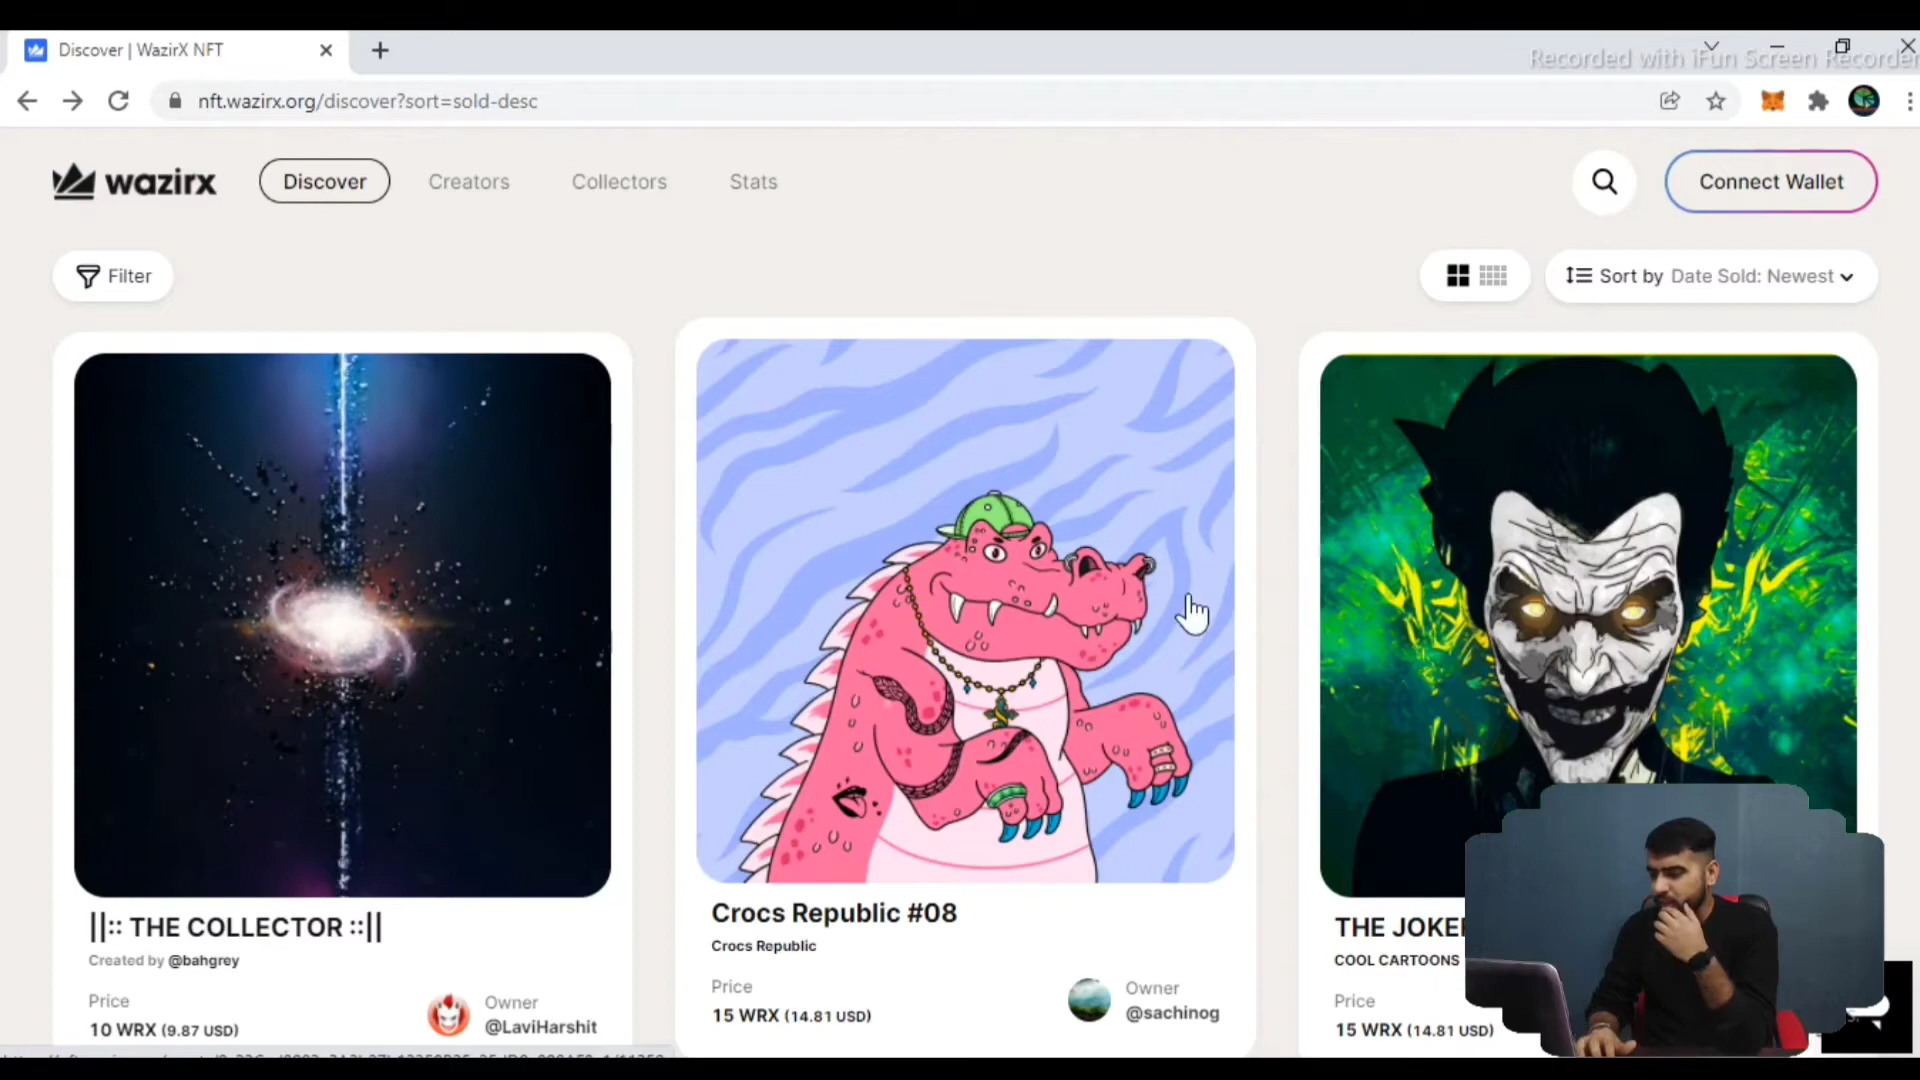 Discover | WazirX NFT
Recorded with iFun Screen Recorder
nft.wazirx.org/discover?sort=sold-desc
wazirx
Discover
Creators
Collectors
Stats
Connect Wallet
Filter
Sort by Date Sold: Newest
||:: THE COLLECTOR ::||
Created by @bahgrey
Price
10 WRX (9.87 USD)
Owner
@LaviHarshit
Crocs Republic #08
Crocs Republic
Price
15 WRX (14.81 USD)
Owner
@sachinog
THE JOKER
COOL CARTOONS
Price
15 WRX (14.81 USD)